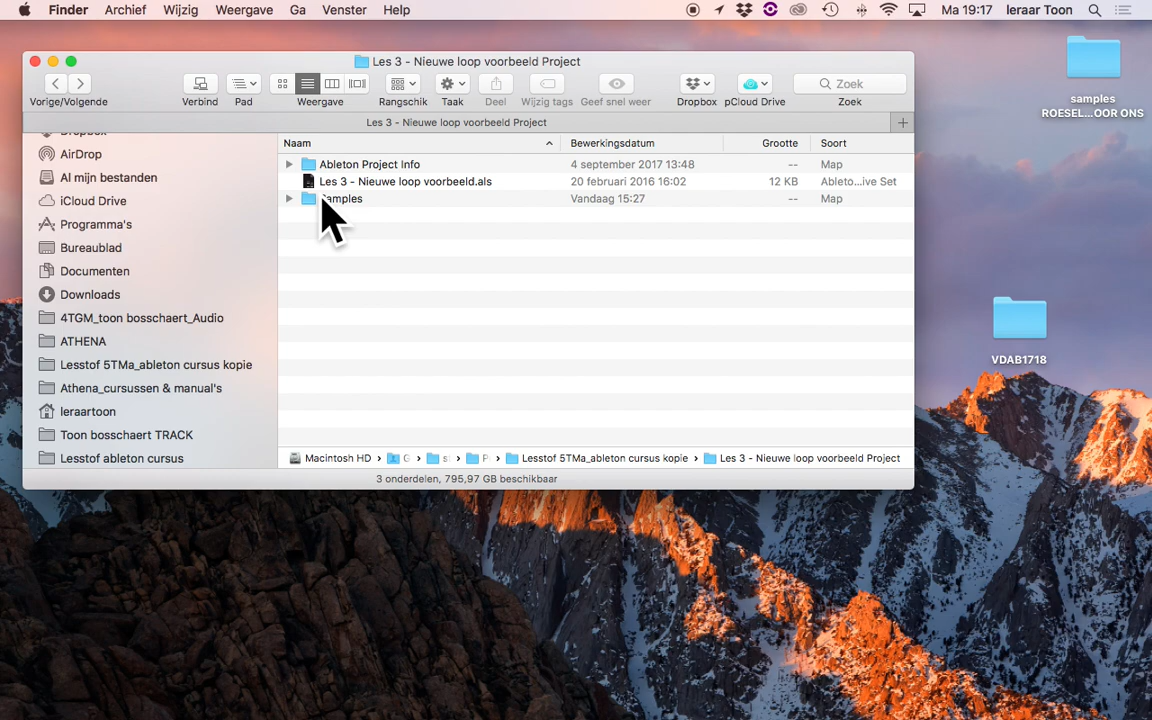 Finder Archief Wijzig Weergave Ga Venster Help Ma 19:17 leraar Toon
Les 3 - Nieuwe loop voorbeeld Project
Zoek
Vorige/Volgende Verbind Pad Weergave Rangschik Taak Deel Wijzig tags Geef snel weer Dropbox pCloud Drive Zoek
Les 3 - Nieuwe loop voorbeeld Project
Dropbox
AirDrop
Al mijn bestanden
iCloud Drive
Programma's
Bureaublad
Documenten
Downloads
4TGM_toon bosschaert_Audio
ATHENA
Lesstof 5TMa_ableton cursus kopie
Athena_cursussen & manual's
leraartoon
Toon bosschaert TRACK
Lesstof ableton cursus
Naam Bewerkingsdatum Grootte Soort
Ableton Project Info 4 september 2017 13:48 -- Map
Les 3 - Nieuwe loop voorbeeld.als 20 februari 2016 16:02 12 KB Ableto...ive Set
Samples Vandaag 15:27 -- Map
Macintosh HD › G › s › P › Lesstof 5TMa_ableton cursus kopie › Les 3 - Nieuwe loop voorbeeld Project
3 onderdelen, 795,97 GB beschikbaar
samples
ROESEL...OOR ONS
VDAB1718